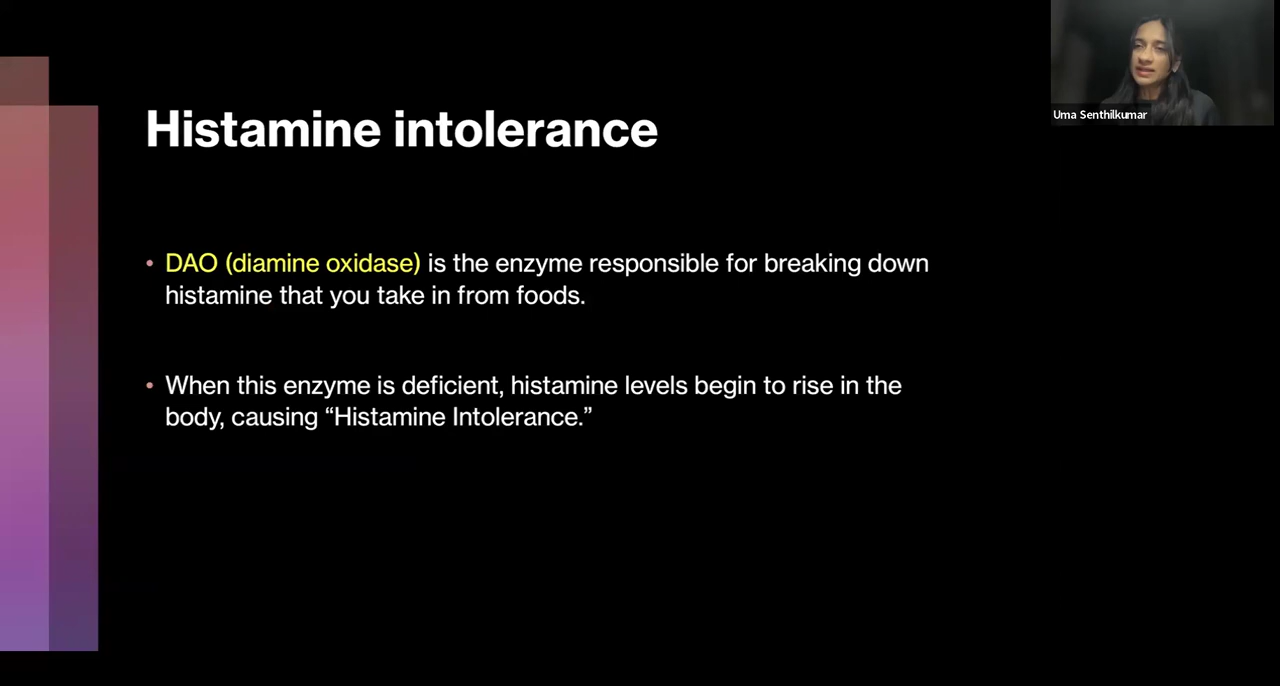 Uma Senthilkumar
Histamine intolerance
• DAO (diamine oxidase) is the enzyme responsible for breaking down
histamine that you take in from foods.
• When this enzyme is deficient, histamine levels begin to rise in the
body, causing “Histamine Intolerance.”